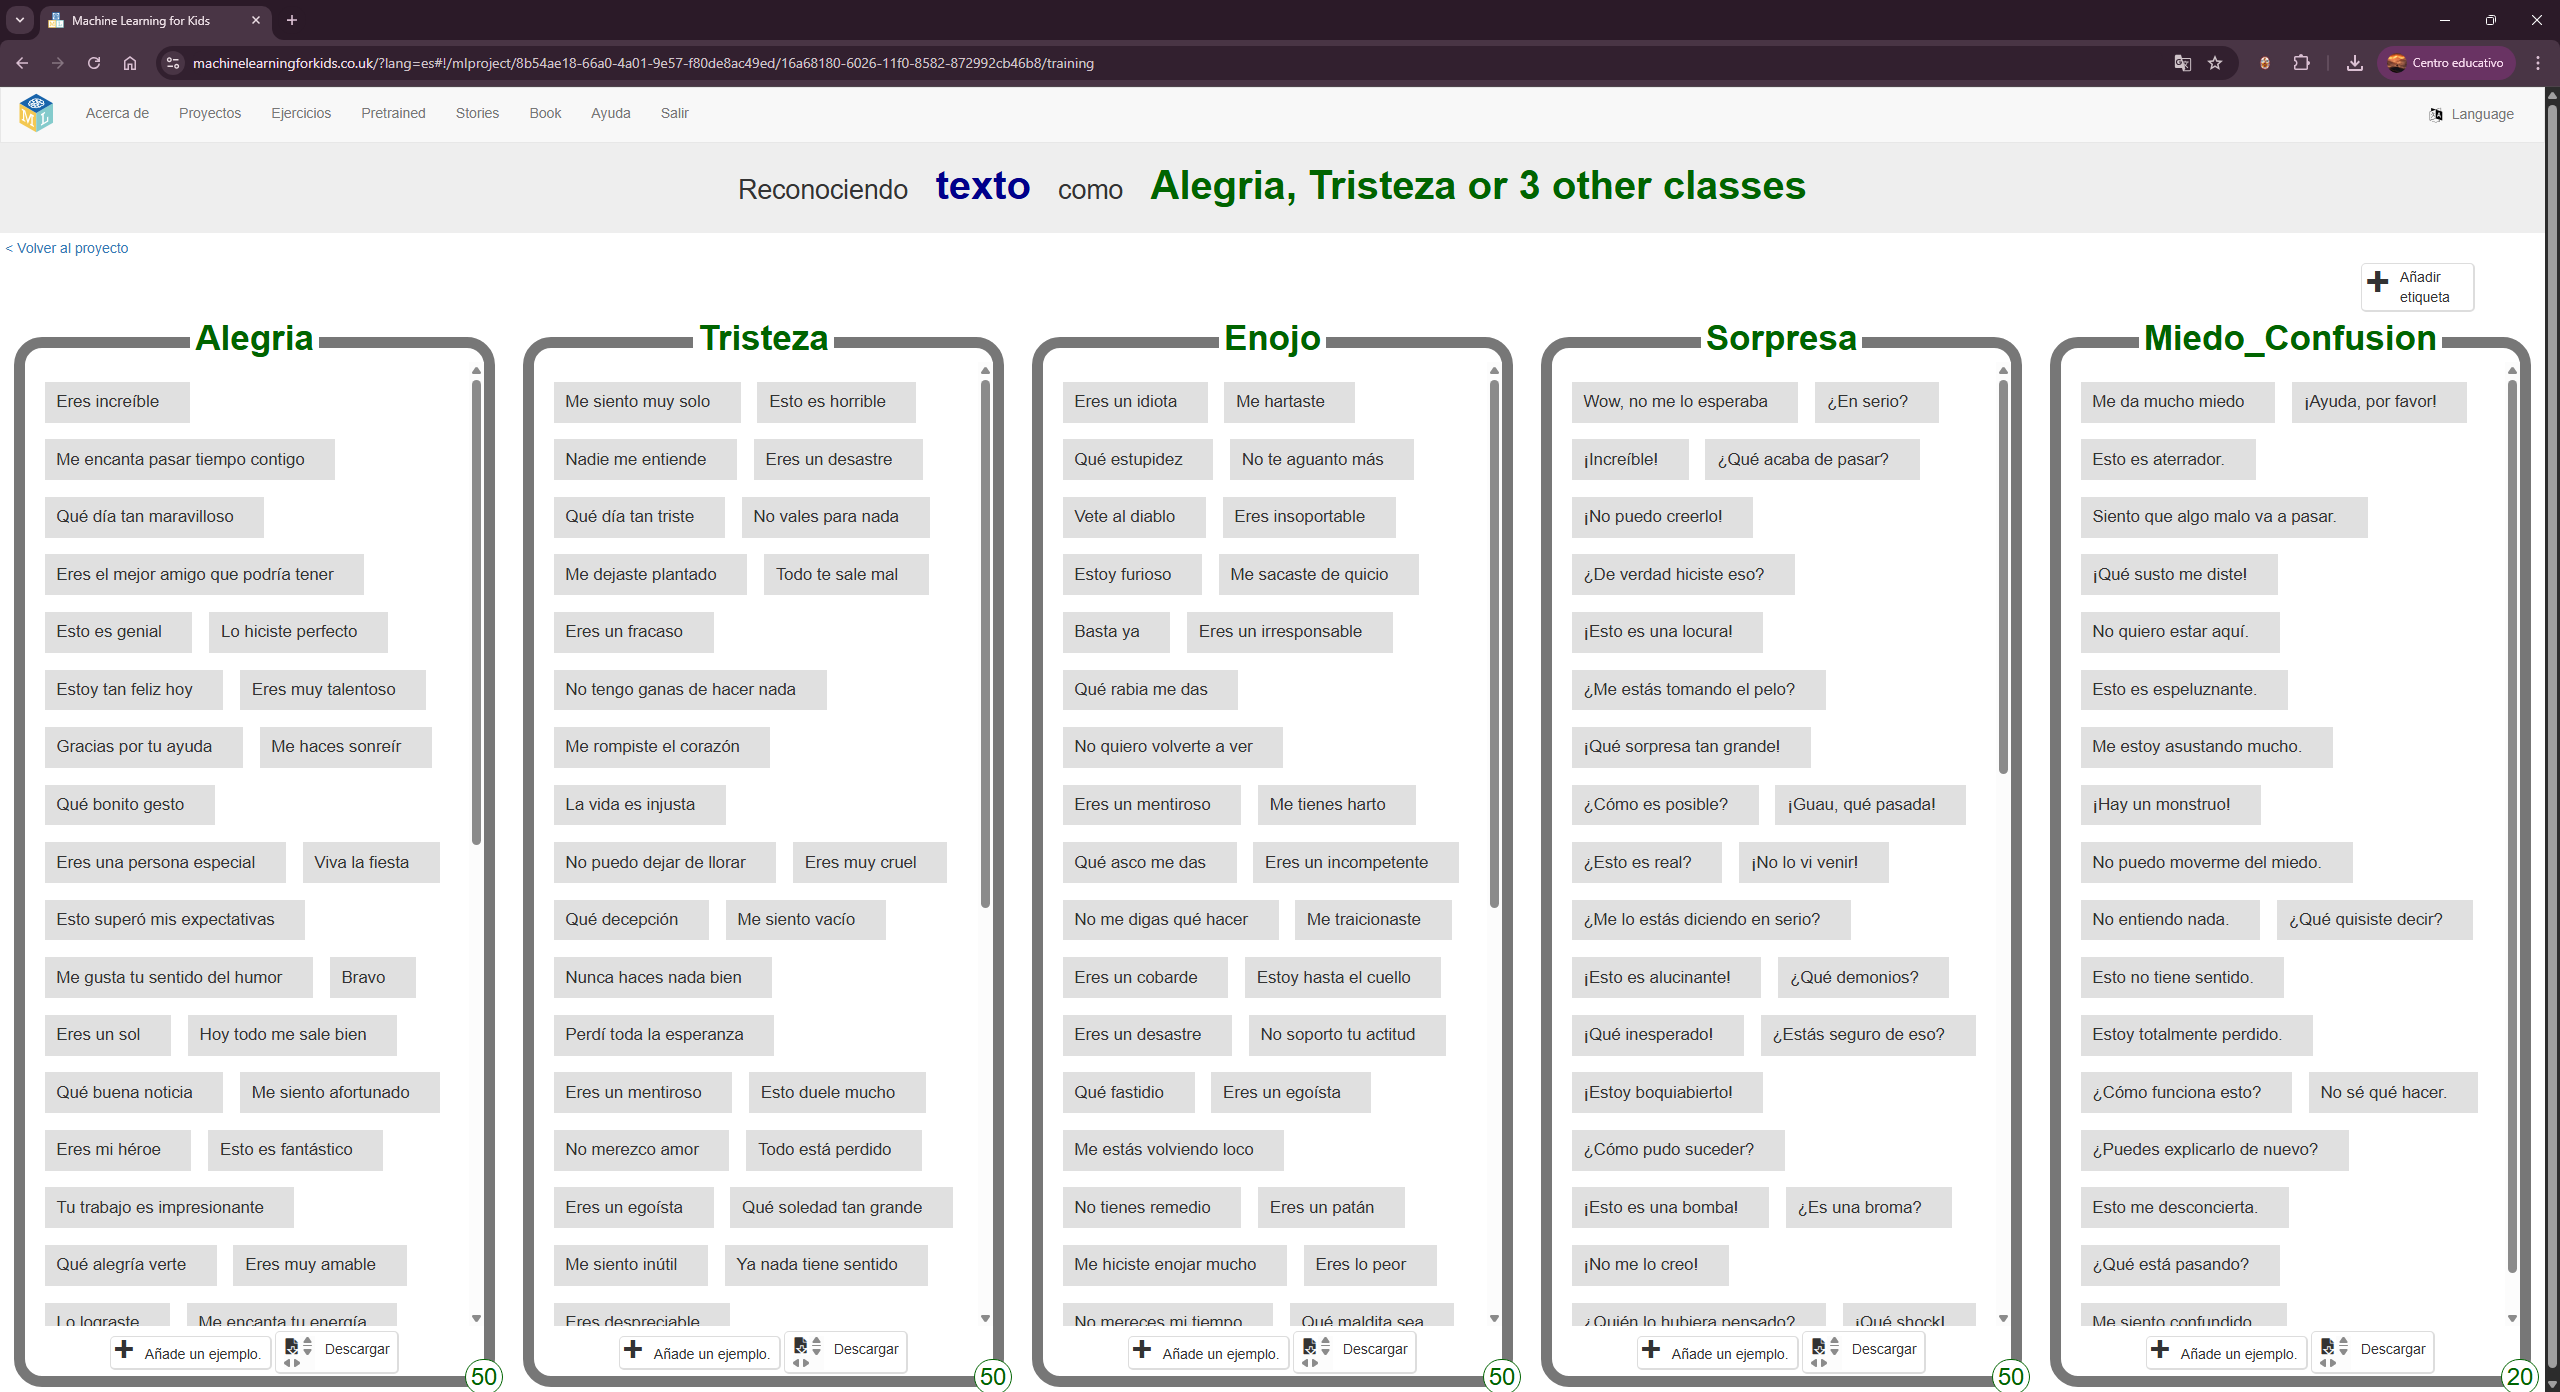 Machine Learning for Kids
machinelearningforkids.co.uk/?lang=es#!/mlproject/8b54ae18-66a0-4a01-9e57-f80de8ac49ed/16a68180-6026-11f0-8582-872992cb46b8/training
Centro educativo
Acerca de Proyectos Ejercicios Pretrained Stories Book Ayuda Salir Language
Reconociendo texto como Alegria, Tristeza or 3 other classes
< Volver al proyecto
Añadir
etiqueta
Alegria
Eres increíble
Me encanta pasar tiempo contigo
Qué día tan maravilloso
Eres el mejor amigo que podría tener
Esto es genial Lo hiciste perfecto
Estoy tan feliz hoy Eres muy talentoso
Gracias por tu ayuda Me haces sonreír
Qué bonito gesto
Eres una persona especial Viva la fiesta
Esto superó mis expectativas
Me gusta tu sentido del humor Bravo
Eres un sol Hoy todo me sale bien
Qué buena noticia Me siento afortunado
Eres mi héroe Esto es fantástico
Tu trabajo es impresionante
Qué alegría verte Eres muy amable
Lo lograste Me encanta tu energía
Añade un ejemplo. Descargar
50
Tristeza
Me siento muy solo Esto es horrible
Nadie me entiende Eres un desastre
Qué día tan triste No vales para nada
Me dejaste plantado Todo te sale mal
Eres un fracaso
No tengo ganas de hacer nada
Me rompiste el corazón
La vida es injusta
No puedo dejar de llorar Eres muy cruel
Qué decepción Me siento vacío
Nunca haces nada bien
Perdí toda la esperanza
Eres un mentiroso Esto duele mucho
No merezco amor Todo está perdido
Eres un egoísta Qué soledad tan grande
Me siento inútil Ya nada tiene sentido
Eres despreciable
Añade un ejemplo. Descargar
50
Enojo
Eres un idiota Me hartaste
Qué estupidez No te aguanto más
Vete al diablo Eres insoportable
Estoy furioso Me sacaste de quicio
Basta ya Eres un irresponsable
Qué rabia me das
No quiero volverte a ver
Eres un mentiroso Me tienes harto
Qué asco me das Eres un incompetente
No me digas qué hacer Me traicionaste
Eres un cobarde Estoy hasta el cuello
Eres un desastre No soporto tu actitud
Qué fastidio Eres un egoísta
Me estás volviendo loco
No tienes remedio Eres un patán
Me hiciste enojar mucho Eres lo peor
No mereces mi tiempo Qué maldita sea
Añade un ejemplo. Descargar
50
Sorpresa
Wow, no me lo esperaba ¿En serio?
¡Increíble! ¿Qué acaba de pasar?
¡No puedo creerlo!
¿De verdad hiciste eso?
¡Esto es una locura!
¿Me estás tomando el pelo?
¡Qué sorpresa tan grande!
¿Cómo es posible? ¡Guau, qué pasada!
¿Esto es real? ¡No lo vi venir!
¿Me lo estás diciendo en serio?
¡Esto es alucinante! ¿Qué demonios?
¡Qué inesperado! ¿Estás seguro de eso?
¡Estoy boquiabierto!
¿Cómo pudo suceder?
¡Esto es una bomba! ¿Es una broma?
¡No me lo creo!
¿Quién lo hubiera pensado? ¡Qué shock!
Añade un ejemplo. Descargar
50
Miedo_Confusion
Me da mucho miedo ¡Ayuda, por favor!
Esto es aterrador.
Siento que algo malo va a pasar.
¡Qué susto me diste!
No quiero estar aquí.
Esto es espeluznante.
Me estoy asustando mucho.
¡Hay un monstruo!
No puedo moverme del miedo.
No entiendo nada. ¿Qué quisiste decir?
Esto no tiene sentido.
Estoy totalmente perdido.
¿Cómo funciona esto? No sé qué hacer.
¿Puedes explicarlo de nuevo?
Esto me desconcierta.
¿Qué está pasando?
Me siento confundido
Añade un ejemplo. Descargar
20